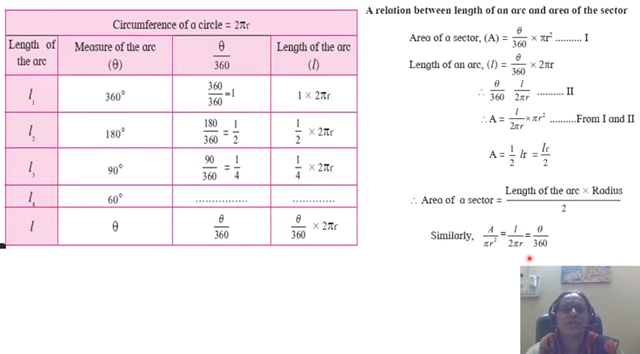 Circumference of a circle = 2πr
Length of the arc | Measure of the arc (θ) | θ/360 | Length of the arc (l)
l₁ | 360° | 360/360 = 1 | 1 × 2πr
l₂ | 180° | 180/360 = 1/2 | 1/2 × 2πr
l₃ | 90° | 90/360 = 1/4 | 1/4 × 2πr
l₄ | 60° | ................ | .............
l | θ | θ/360 | θ/360 × 2πr
A relation between length of an arc and area of the sector
Area of a sector, (A) = θ/360 × πr² .......... I
Length of an arc, (l) = θ/360 × 2πr
∴ θ/360 l/2πr .......... II
∴ A = l/2πr × πr² ..........From I and II
A = 1/2 lr = lr/2
∴ Area of a sector = Length of the arc × Radius/2
Similarly, A/πr² = l/2πr = θ/360